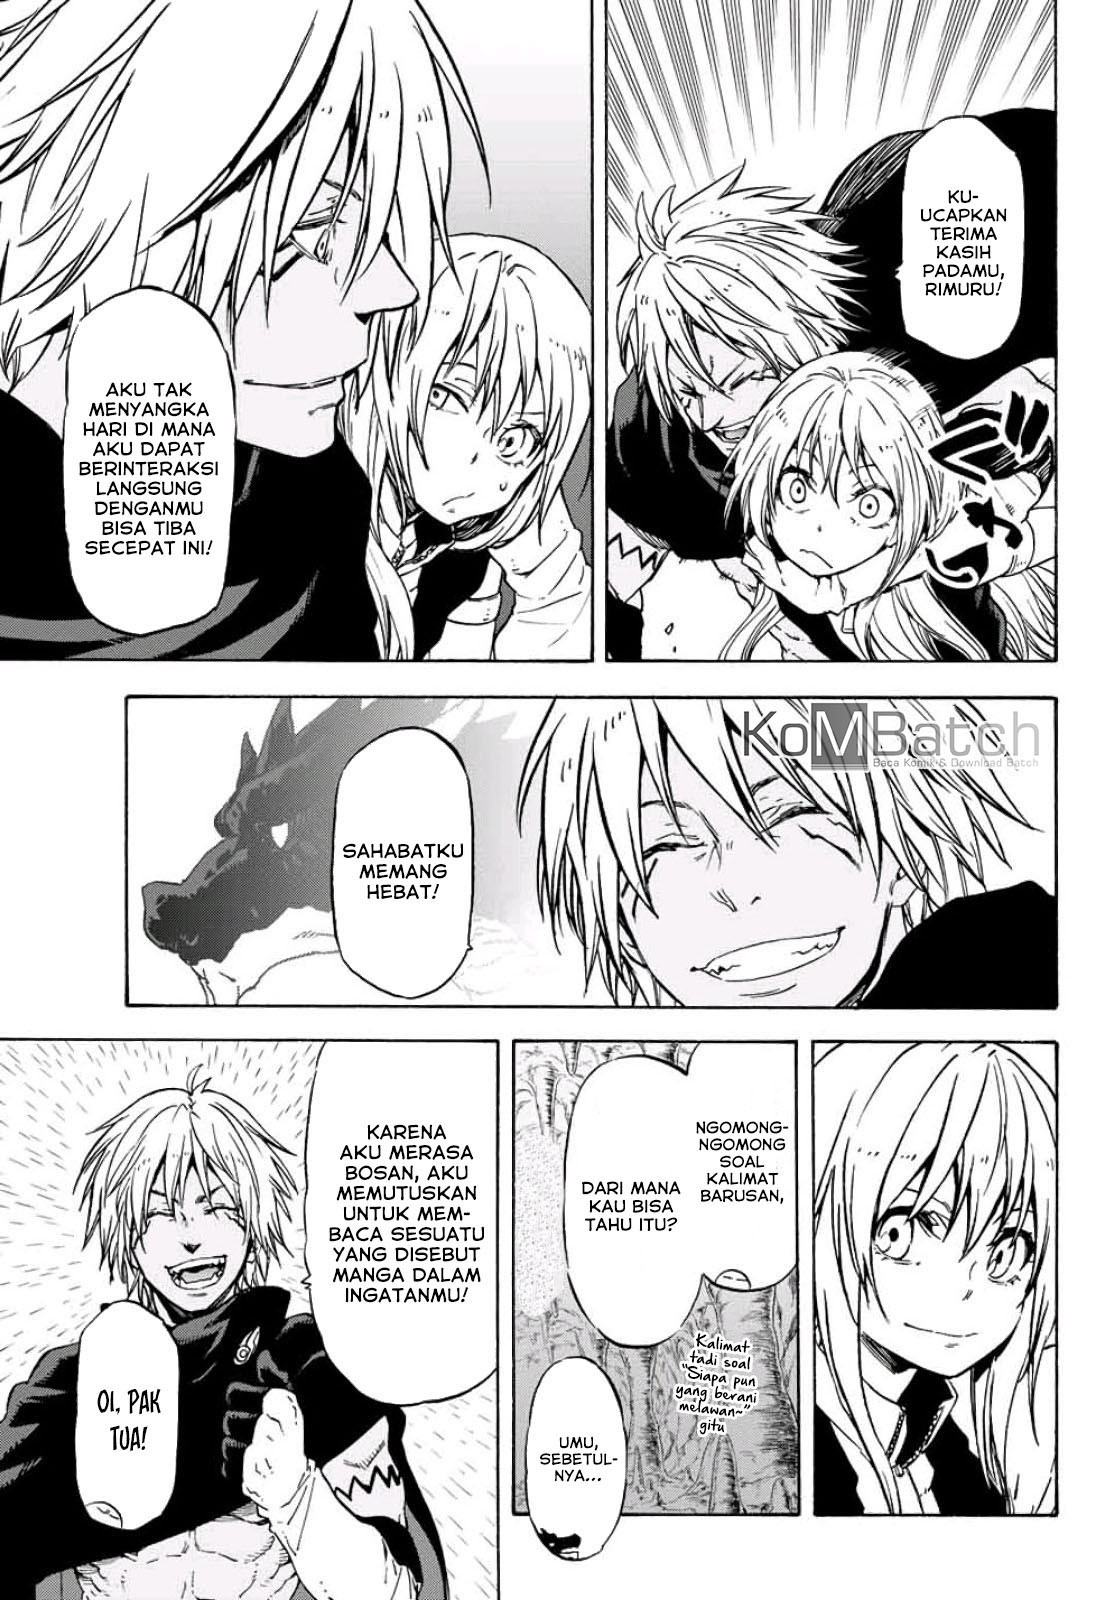 KU-
UCAPKAN
TERIMA
KASIH
PADAMU,
RIMURU!
AKU TAK
MENYANGKA
HARI DI MANA
AKU DAPAT
BERINTERAKSI
LANGSUNG
DENGANMU
BISA TIBA
SECEPAT INI!
KoMBatch
Baca Komik & Download Batch
SAHABATKU
MEMANG
HEBAT!
NGOMONG-
NGOMONG
SOAL
KALIMAT
BARUSAN,
DARI MANA
KAU BISA
TAHU ITU?
Kalimat
tadi soal
"Siapa pun
yang berani
melawan~"
gitu
UMU,
SEBETUL-
NYA...
KARENA
AKU MERASA
BOSAN, AKU
MEMUTUSKAN
UNTUK MEM-
BACA SESUATU
YANG DISEBUT
MANGA DALAM
INGATANMU!
OI, PAK
TUA!